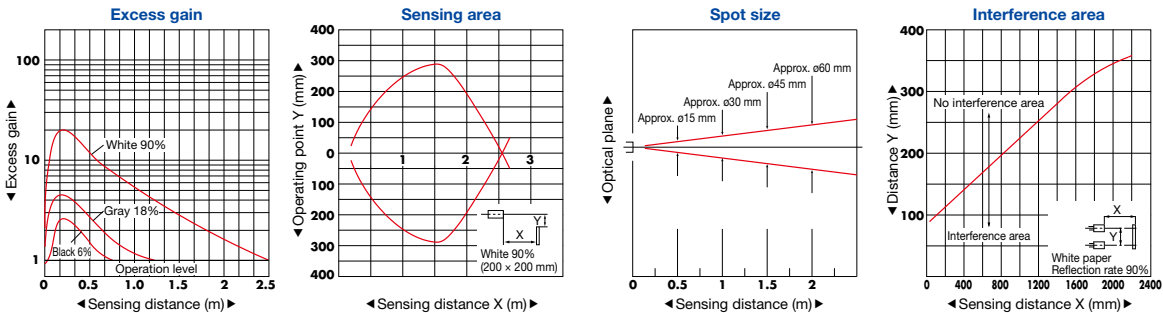 Excess gain
100
10
1
◄ Excess gain ►
White 90%
Gray 18%
Black 6%
Operation level
0 0.5 1.0 1.5 2.0 2.5
◄ Sensing distance (m) ►
Sensing area
400
300
200
100
0
100
200
300
400
◄ Operating point Y (mm) ►
1 2 3
X
Y
White 90%
(200 × 200 mm)
◄ Sensing distance X (m) ►
Spot size
◄ Optical plane ►
Approx. ø15 mm
Approx. ø30 mm
Approx. ø45 mm
Approx. ø60 mm
0 0.5 1 1.5 2
◄ Sensing distance (m) ►
Interference area
400
300
200
100
◄ Distance Y (mm) ►
No interference area
Interference area
X
Y
White paper
Reflection rate 90%
0 400 800 1200 1600 2000 2400
◄ Sensing distance X (mm) ►